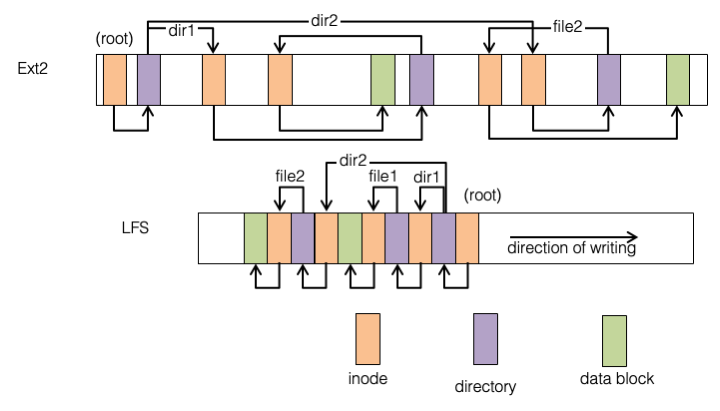 dir2
(root)
dir1
file2
Ext2
dir2
file2
file1
dir1
(root)
LFS
direction of writing
inode
directory
data block